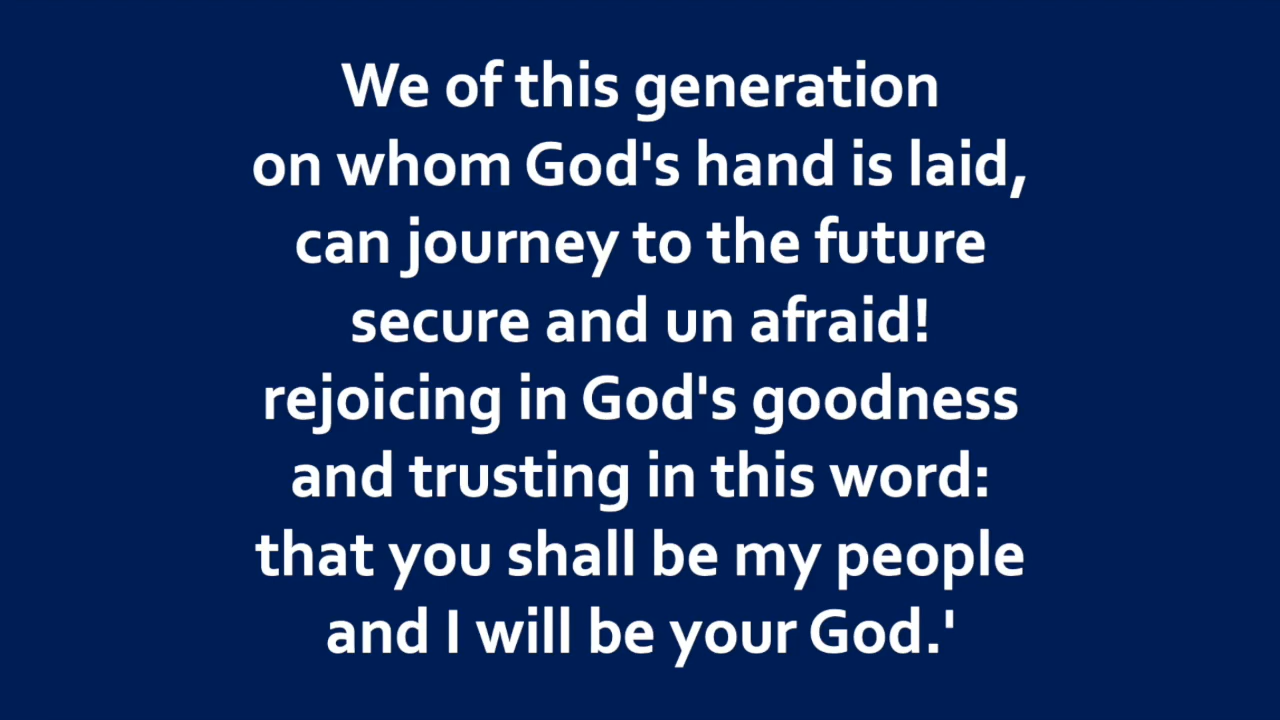 We of this generation
on whom God's hand is laid,
can journey to the future
secure and un afraid!
rejoicing in God's goodness
and trusting in this word:
that you shall be my people
and I will be your God.'